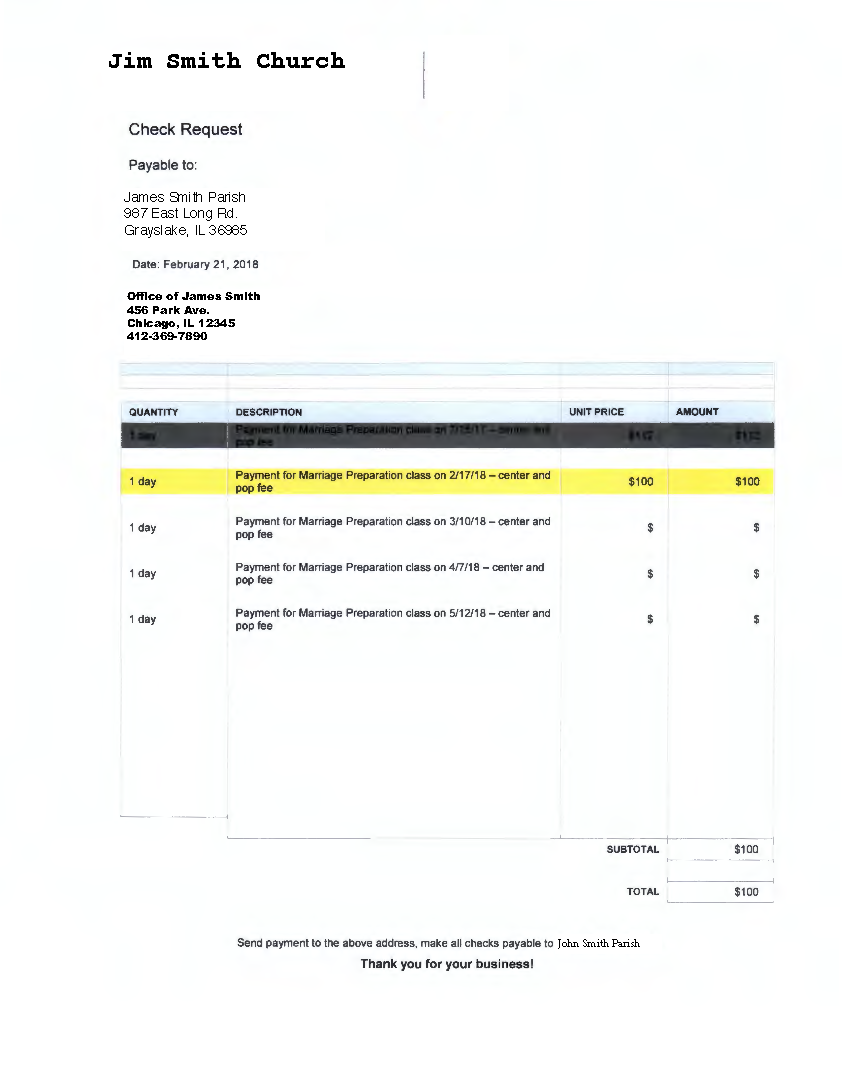 Jim Smith Church
Check Request
Payable to:
James Smith Parish
987 East Long Rd.
Grayslake, IL 36985
Date: February 21, 2018
Office of James Smith
456 Park Ave.
Chicago, IL 12345
412-369-7890
QUANTITY DESCRIPTION UNIT PRICE AMOUNT
1 day Payment for Marriage Preparation class on
pop fee
1 day Payment for Marriage Preparation class on 2/17/18 – center and $100 $100
pop fee
1 day Payment for Marriage Preparation class on 3/10/18 – center and $ $
pop fee
1 day Payment for Marriage Preparation class on 4/7/18 – center and $ $
pop fee
1 day Payment for Marriage Preparation class on 5/12/18 – center and $ $
pop fee
SUBTOTAL $100
TOTAL $100
Send payment to the above address, make all checks payable to John Smith Parish
Thank you for your business!